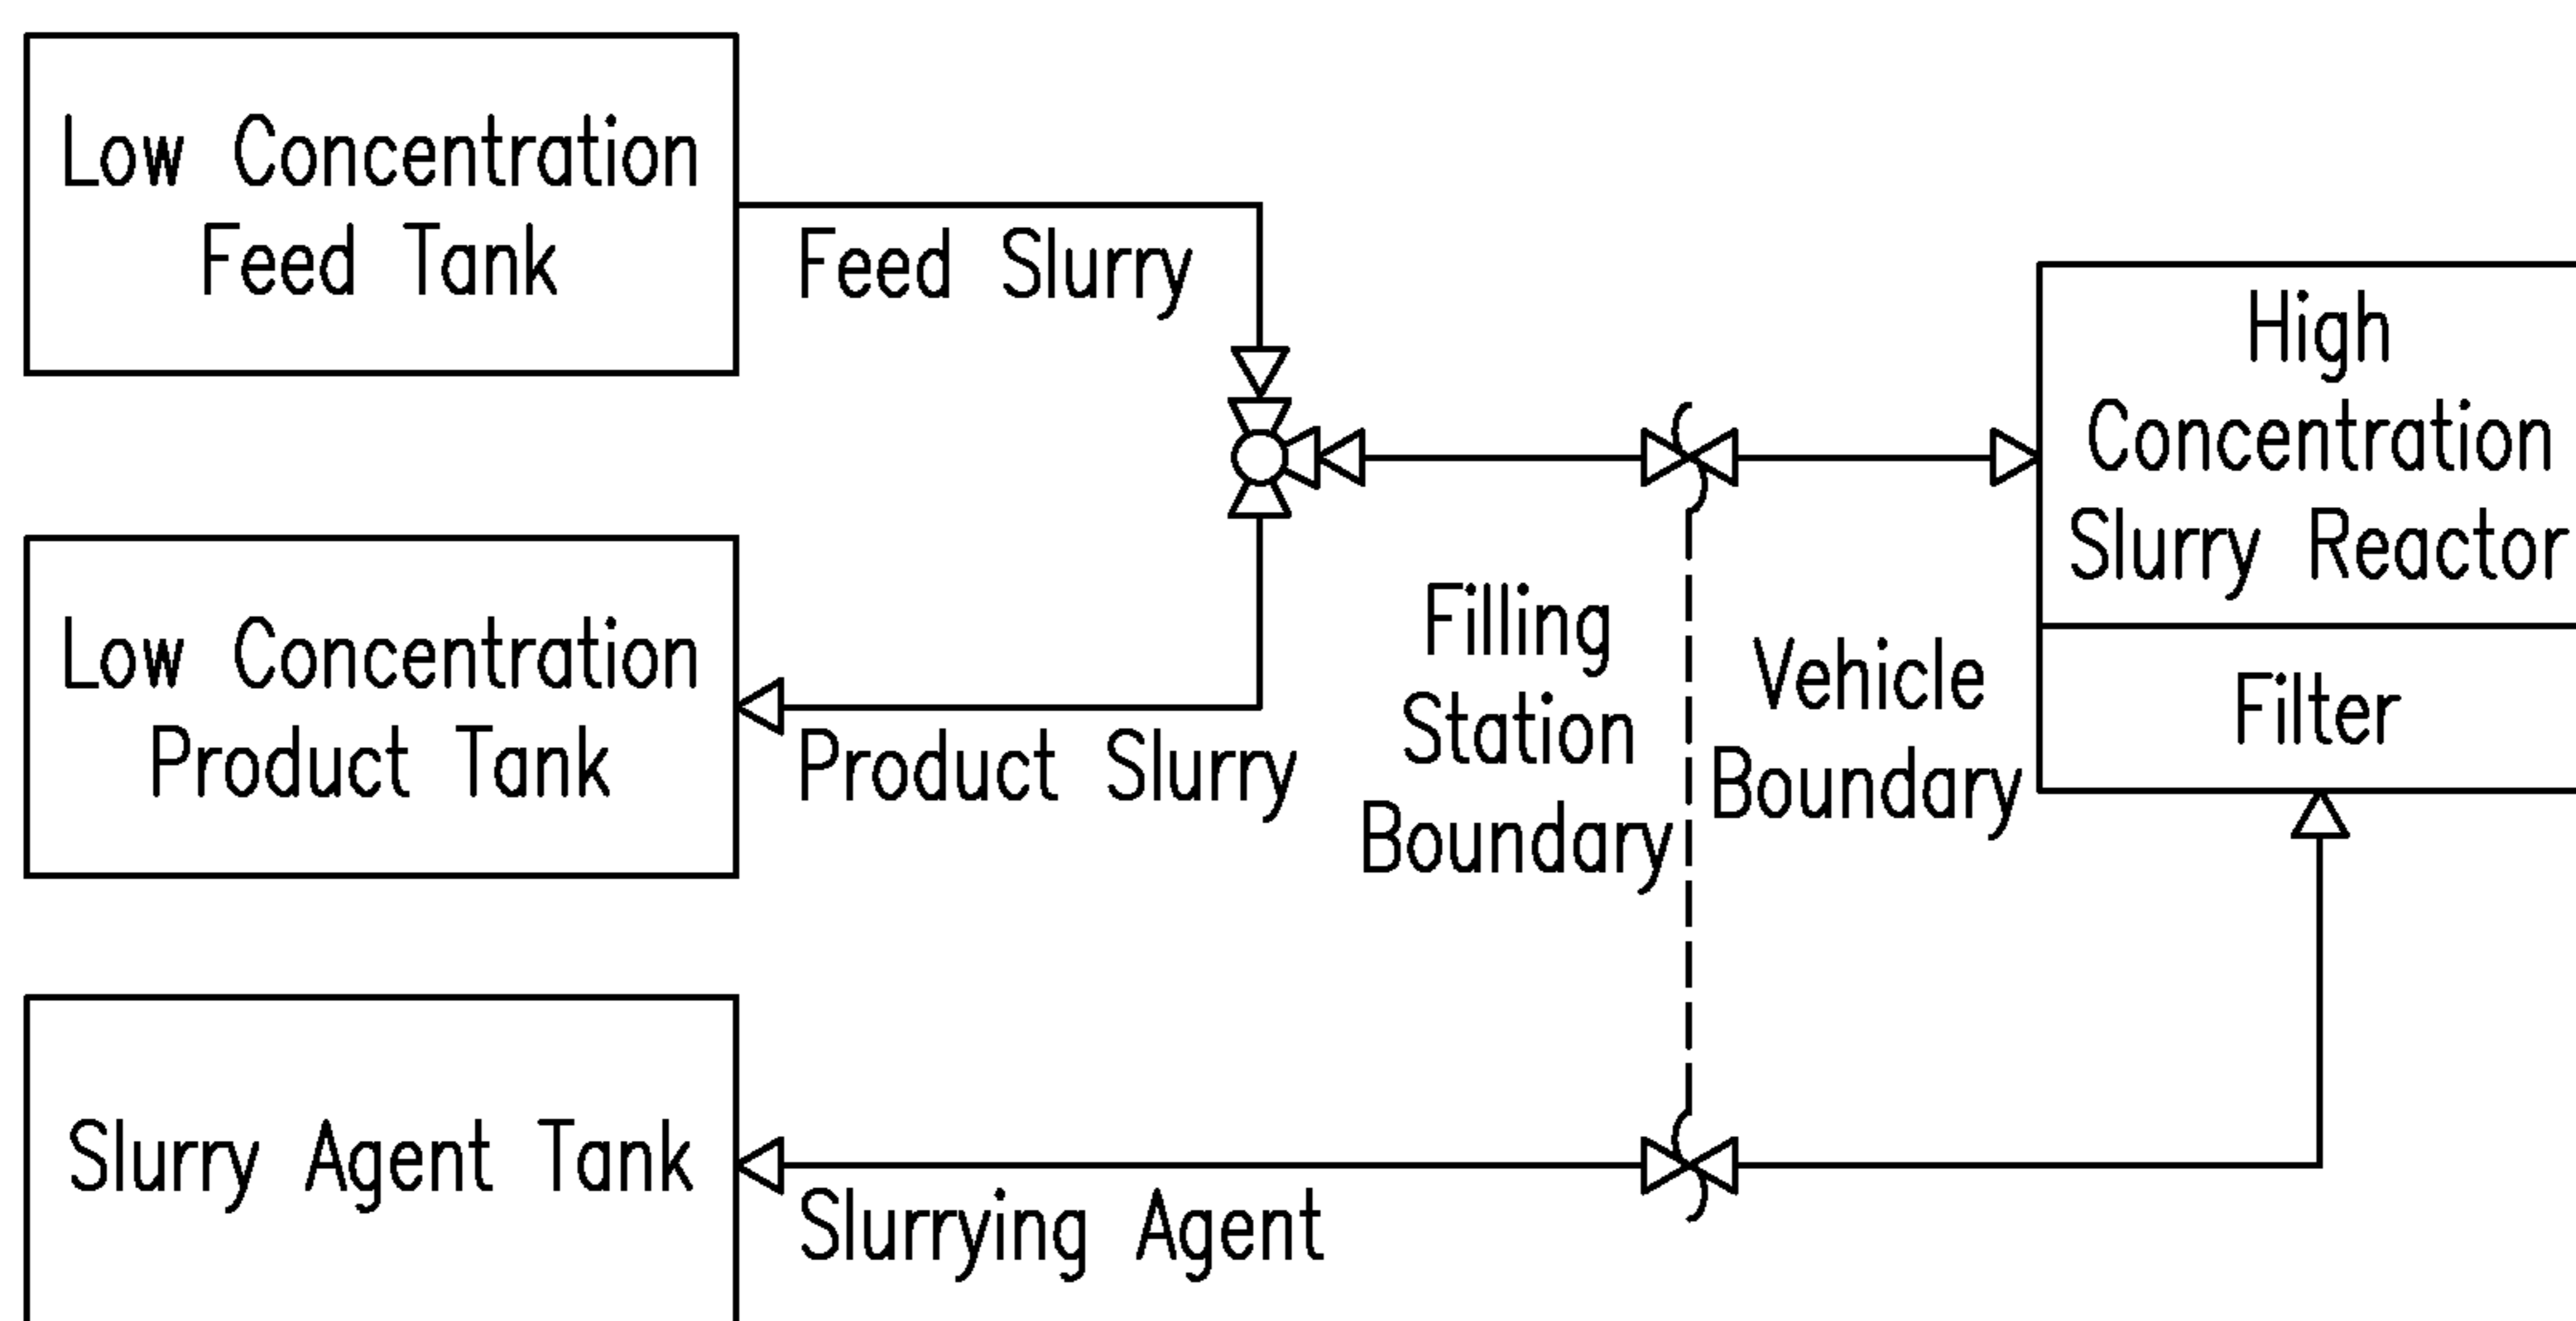 Low Concentration
Feed Tank
Feed Slurry
High
Concentration
Slurry Reactor
Filter
Low Concentration
Product Tank
Product Slurry
Filling
Station
Boundary
Vehicle
Boundary
Slurry Agent Tank
Slurrying Agent